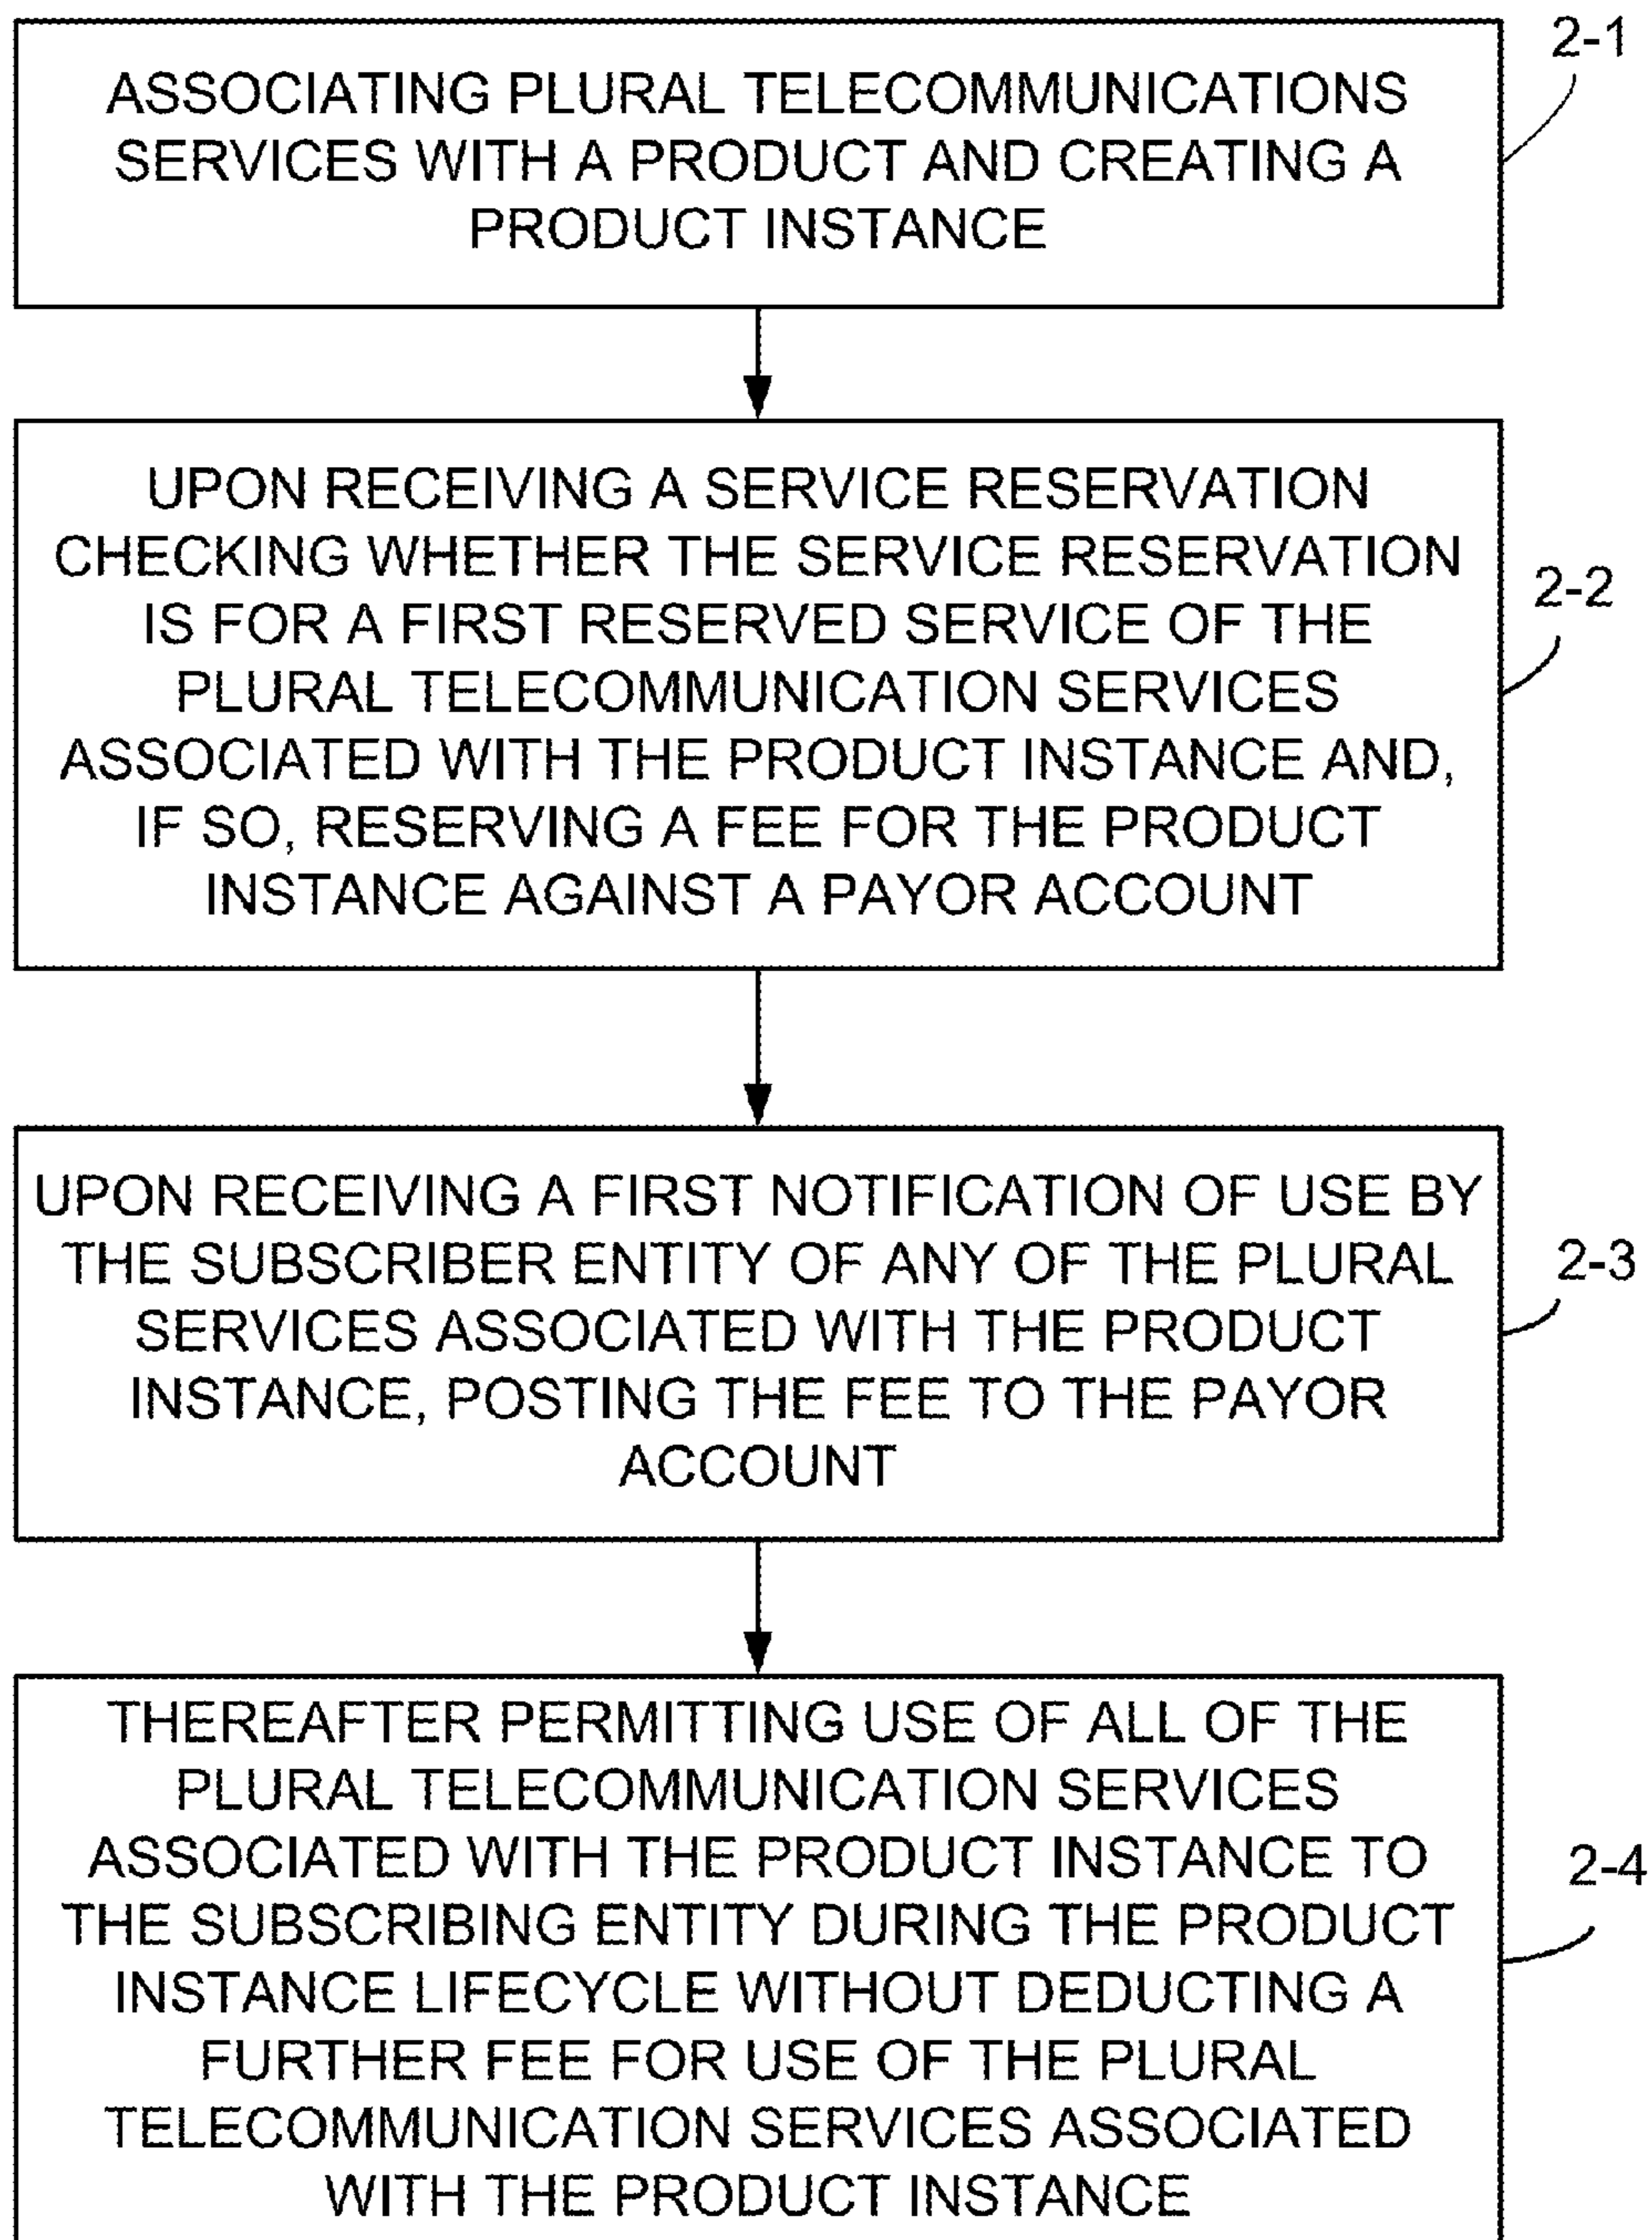 2-1
ASSOCIATING PLURAL TELECOMMUNICATIONS
SERVICES WITH A PRODUCT AND CREATING A
PRODUCT INSTANCE
UPON RECEIVING A SERVICE RESERVATION
CHECKING WHETHER THE SERVICE RESERVATION
IS FOR A FIRST RESERVED SERVICE OF THE
PLURAL TELECOMMUNICATION SERVICES
ASSOCIATED WITH THE PRODUCT INSTANCE AND,
IF SO, RESERVING A FEE FOR THE PRODUCT
INSTANCE AGAINST A PAYOR ACCOUNT
2-2
UPON RECEIVING A FIRST NOTIFICATION OF USE BY
THE SUBSCRIBER ENTITY OF ANY OF THE PLURAL
SERVICES ASSOCIATED WITH THE PRODUCT
INSTANCE, POSTING THE FEE TO THE PAYOR
ACCOUNT
2-3
THEREAFTER PERMITTING USE OF ALL OF THE
PLURAL TELECOMMUNICATION SERVICES
ASSOCIATED WITH THE PRODUCT INSTANCE TO
THE SUBSCRIBING ENTITY DURING THE PRODUCT
INSTANCE LIFECYCLE WITHOUT DEDUCTING A
FURTHER FEE FOR USE OF THE PLURAL
TELECOMMUNICATION SERVICES ASSOCIATED
WITH THE PRODUCT INSTANCE
2-4